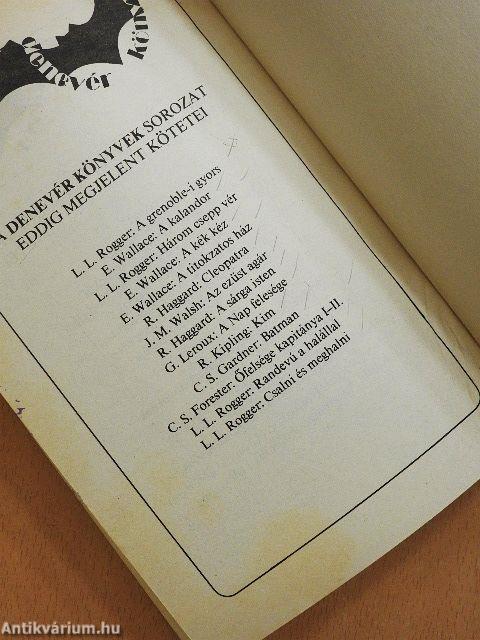 denevér
köny
A DENEVÉR KÖNYVEK SOROZAT
EDDIG MEGJELENT KÖTETEI
L. L. Rogger: A grenoble-i gyors
E. Wallace: A kalandor
L. L. Rogger: Három csepp vér
E. Wallace: A kék kéz
E. Wallace: A titokzatos ház
R. Haggard: Cleopatra
J. M. Walsh: Az ezüst agár
R. Haggard: A sárga isten
G. Leroux: A Nap felesége
R. Kipling: Kim
C. S. Gardner: Batman
C. S. Forester: Őfelsége kapitánya I–II.
L. L. Rogger: Randevú a halállal
L. L. Rogger: Csalni és meghalni
Antikvárium.hu